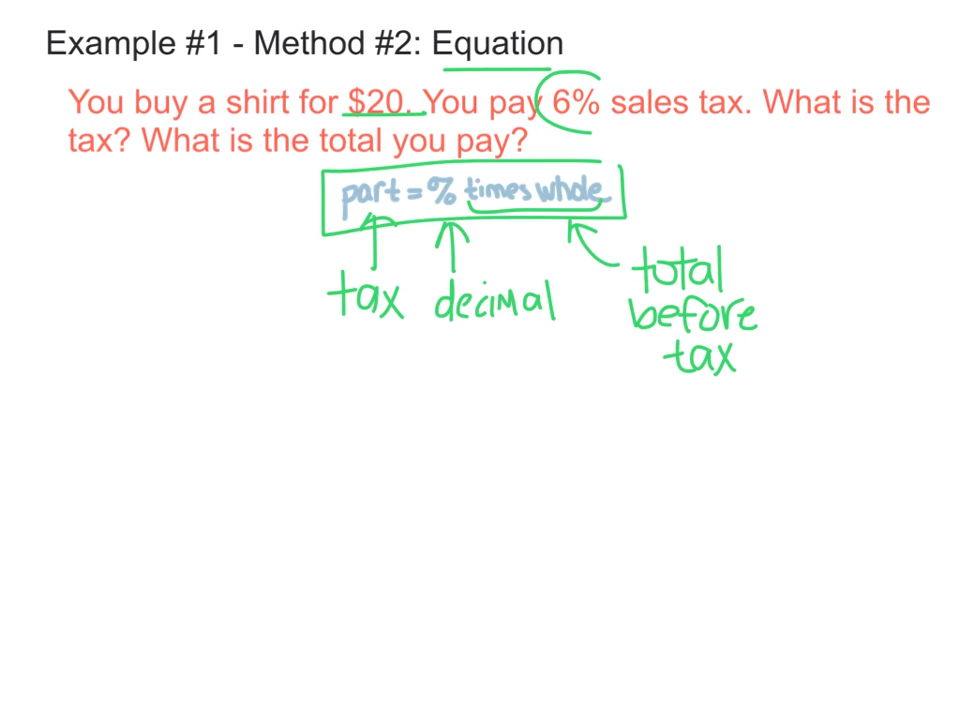 Example #1 - Method #2: Equation
You buy a shirt for $20. You pay 6% sales tax. What is the
tax? What is the total you pay?
part = % times whole
tax decimal total
before
tax